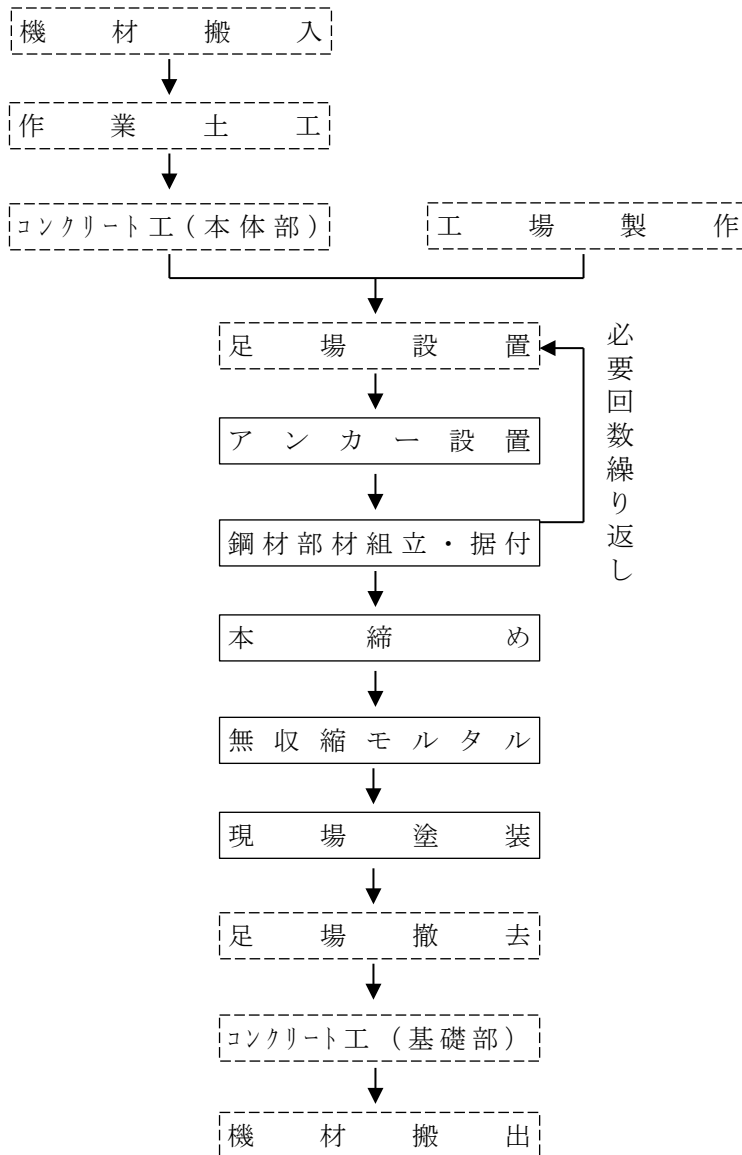 機材搬入
作業土工
コンクリート工(本体部)
工場製作
足場設置
必要回数繰り返し
アンカー設置
鋼材部材組立・据付
本締め
無収縮モルタル
現場塗装
足場撤去
コンクリート工(基礎部)
機材搬出